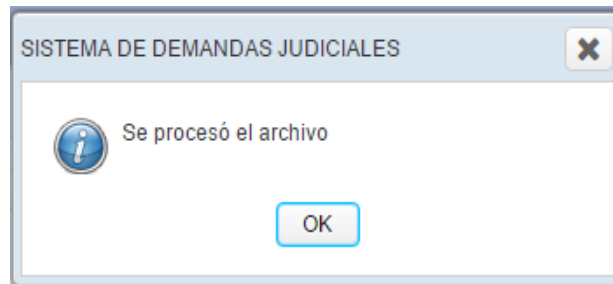 SISTEMA DE DEMANDAS JUDICIALES
Se procesó el archivo
OK